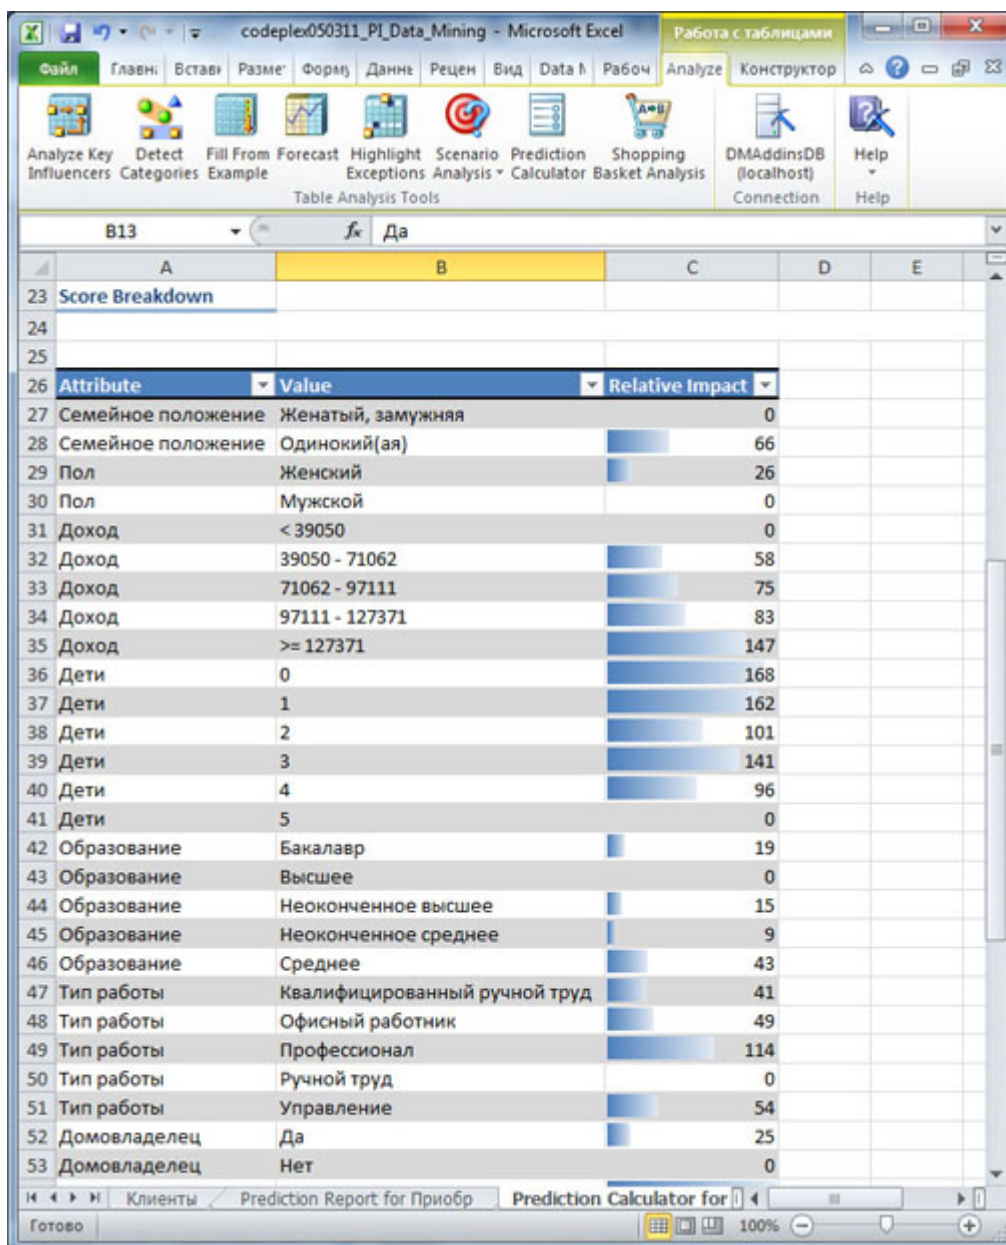 codeplex050311_PI_Data_Mining - Microsoft Excel
Работа с таблицами
Файл Главн Встав Разме Форму Данне Рецен Вид Data M Рабоч Analyze Конструктор
Analyze Key Influencers
Detect Categories
Fill From Example
Forecast
Highlight Exceptions
Scenario Analysis
Prediction Calculator
Shopping Basket Analysis
DMAddinsDB (localhost)
Help
Table Analysis Tools Connection Help
B13 fx Да
A B C D E
23 Score Breakdown
24
25
26 Attribute Value Relative Impact
27 Семейное положение Женатый, замужняя 0
28 Семейное положение Одинокий(ая) 66
29 Пол Женский 26
30 Пол Мужской 0
31 Доход < 39050 0
32 Доход 39050 - 71062 58
33 Доход 71062 - 97111 75
34 Доход 97111 - 127371 83
35 Доход >= 127371 147
36 Дети 0 168
37 Дети 1 162
38 Дети 2 101
39 Дети 3 141
40 Дети 4 96
41 Дети 5 0
42 Образование Бакалавр 19
43 Образование Высшее 0
44 Образование Неоконченное высшее 15
45 Образование Неоконченное среднее 9
46 Образование Среднее 43
47 Тип работы Квалифицированный ручной труд 41
48 Тип работы Офисный работник 49
49 Тип работы Профессионал 114
50 Тип работы Ручной труд 0
51 Тип работы Управление 54
52 Домовладелец Да 25
53 Домовладелец Нет 0
Клиенты Prediction Report for Приобр Prediction Calculator for
Готово 100%